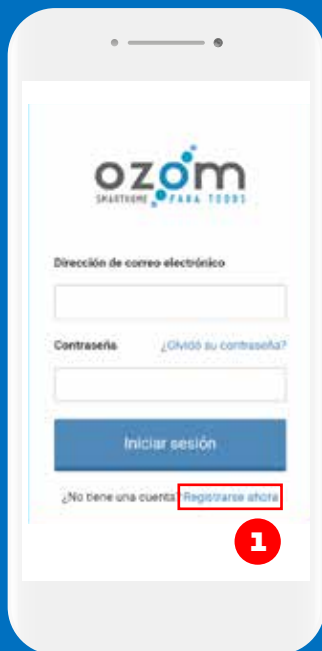 ozom
SMARTHOME PARA TODOS
Dirección de correo electrónico
Contraseña ¿Olvidó su contraseña?
Iniciar sesión
¿No tiene una cuenta? Registrarse ahora
1